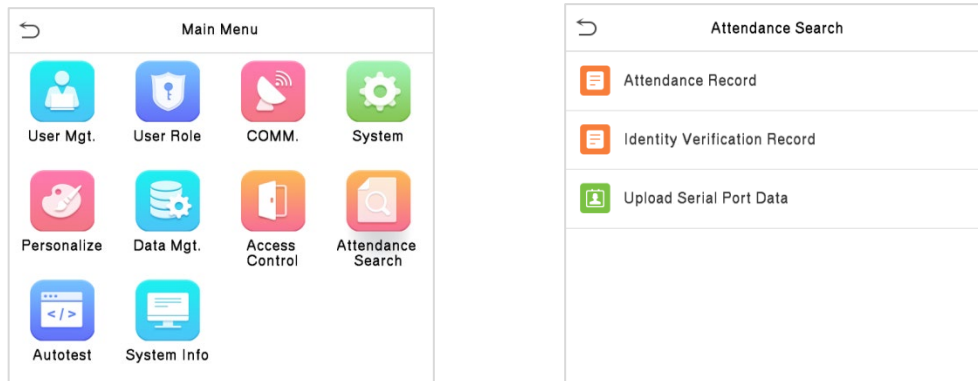 Main Menu
User Mgt.
User Role
COMM.
System
Personalize
Data Mgt.
Access
Control
Attendance
Search
</>
Autotest
System Info
Attendance Search
Attendance Record
Identity Verification Record
Upload Serial Port Data